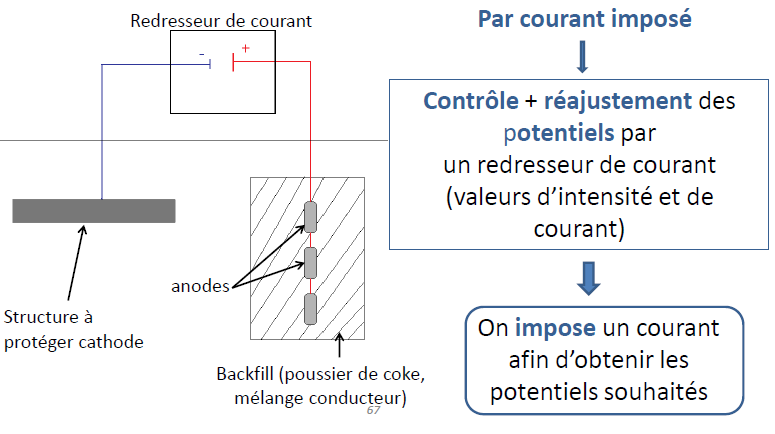 Redresseur de courant
-
+
anodes
Structure à
protéger cathode
Backfill (poussier de coke,
mélange conducteur)
67
Par courant imposé
Contrôle + réajustement des
potentiels par
un redresseur de courant
(valeurs d’intensité et de
courant)
On impose un courant
afin d’obtenir les
potentiels souhaités